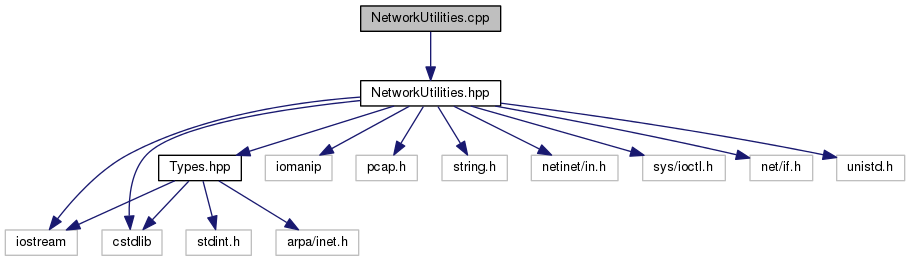 NetworkUtilities.cpp
NetworkUtilities.hpp
Types.hpp
iomanip
pcap.h
string.h
netinet/in.h
sys/ioctl.h
net/if.h
unistd.h
iostream
cstdlib
stdint.h
arpa/inet.h